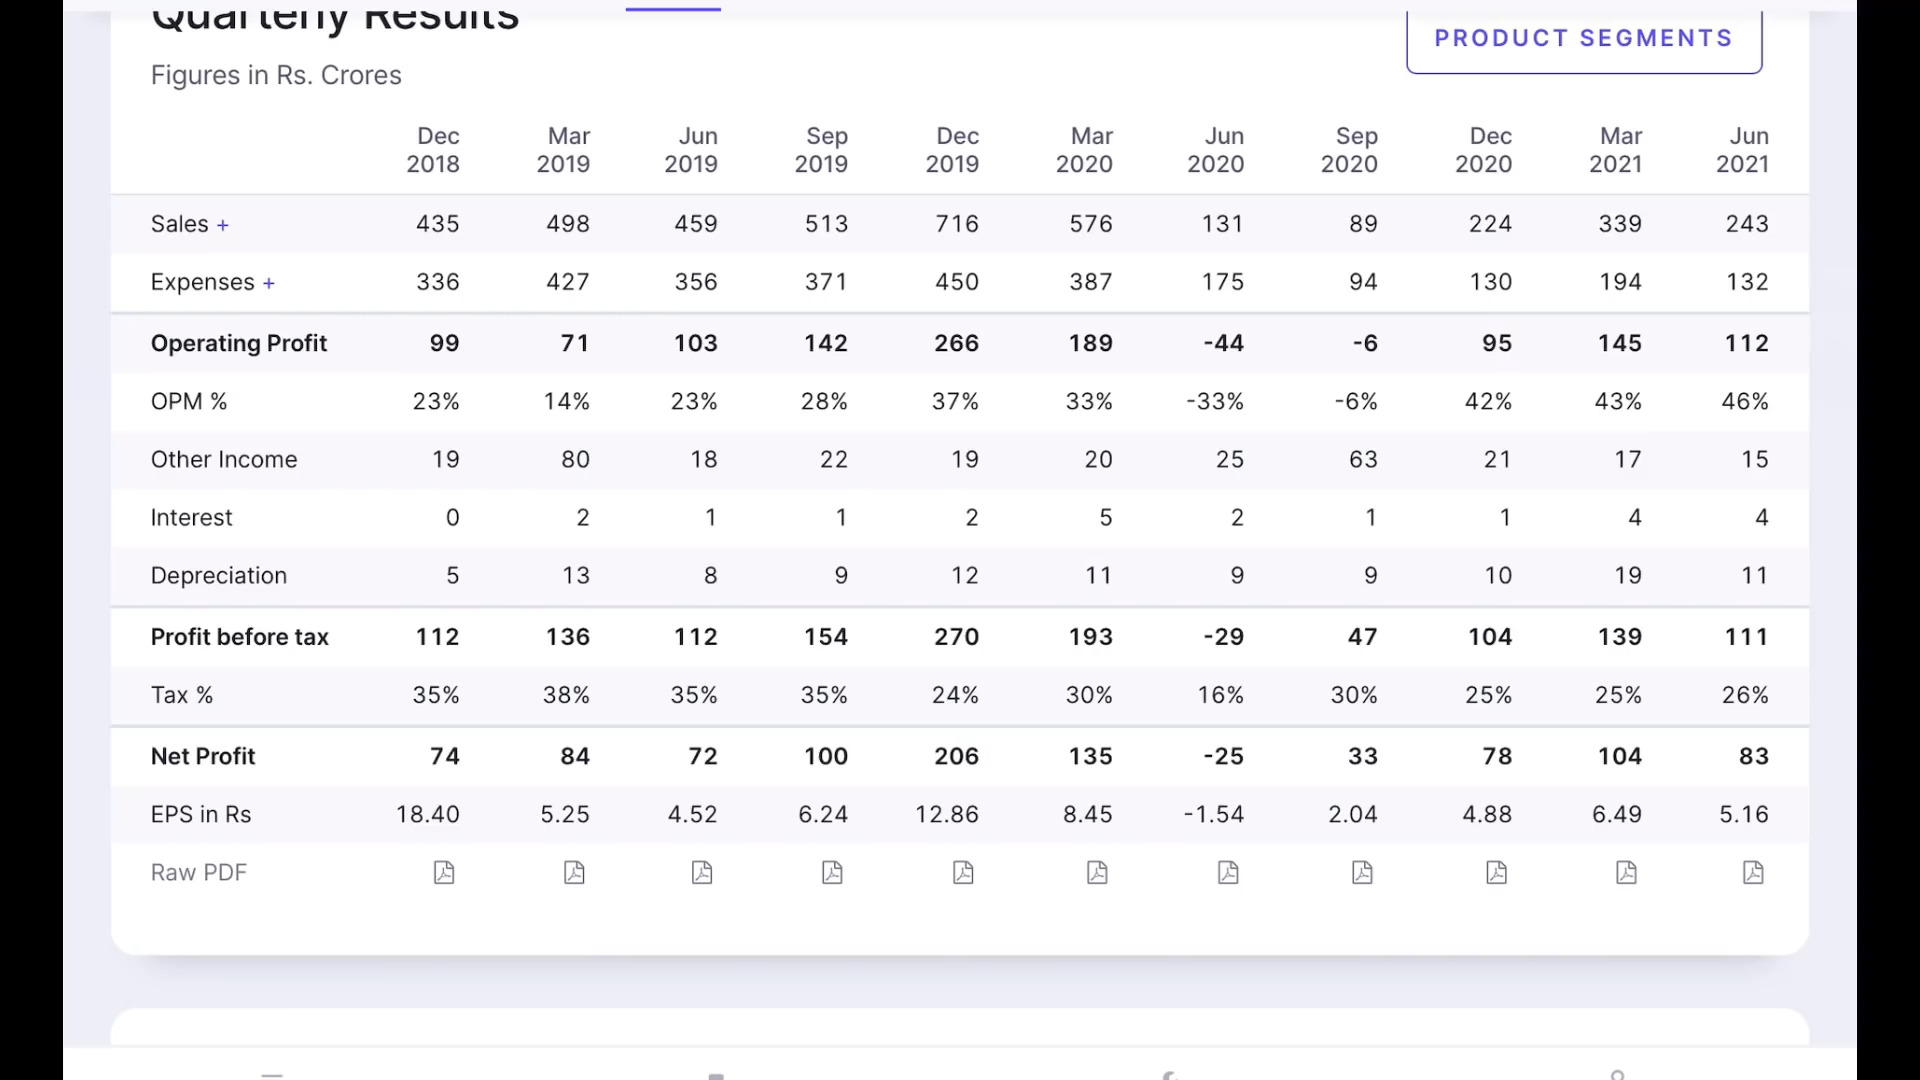 Quarterly Results
PRODUCT SEGMENTS
Figures in Rs. Crores
Dec 2018 Mar 2019 Jun 2019 Sep 2019 Dec 2019 Mar 2020 Jun 2020 Sep 2020 Dec 2020 Mar 2021 Jun 2021
Sales + 435 498 459 513 716 576 131 89 224 339 243
Expenses + 336 427 356 371 450 387 175 94 130 194 132
Operating Profit 99 71 103 142 266 189 -44 -6 95 145 112
OPM % 23% 14% 23% 28% 37% 33% -33% -6% 42% 43% 46%
Other Income 19 80 18 22 19 20 25 63 21 17 15
Interest 0 2 1 1 2 5 2 1 1 4 4
Depreciation 5 13 8 9 12 11 9 9 10 19 11
Profit before tax 112 136 112 154 270 193 -29 47 104 139 111
Tax % 35% 38% 35% 35% 24% 30% 16% 30% 25% 25% 26%
Net Profit 74 84 72 100 206 135 -25 33 78 104 83
EPS in Rs 18.40 5.25 4.52 6.24 12.86 8.45 -1.54 2.04 4.88 6.49 5.16
Raw PDF